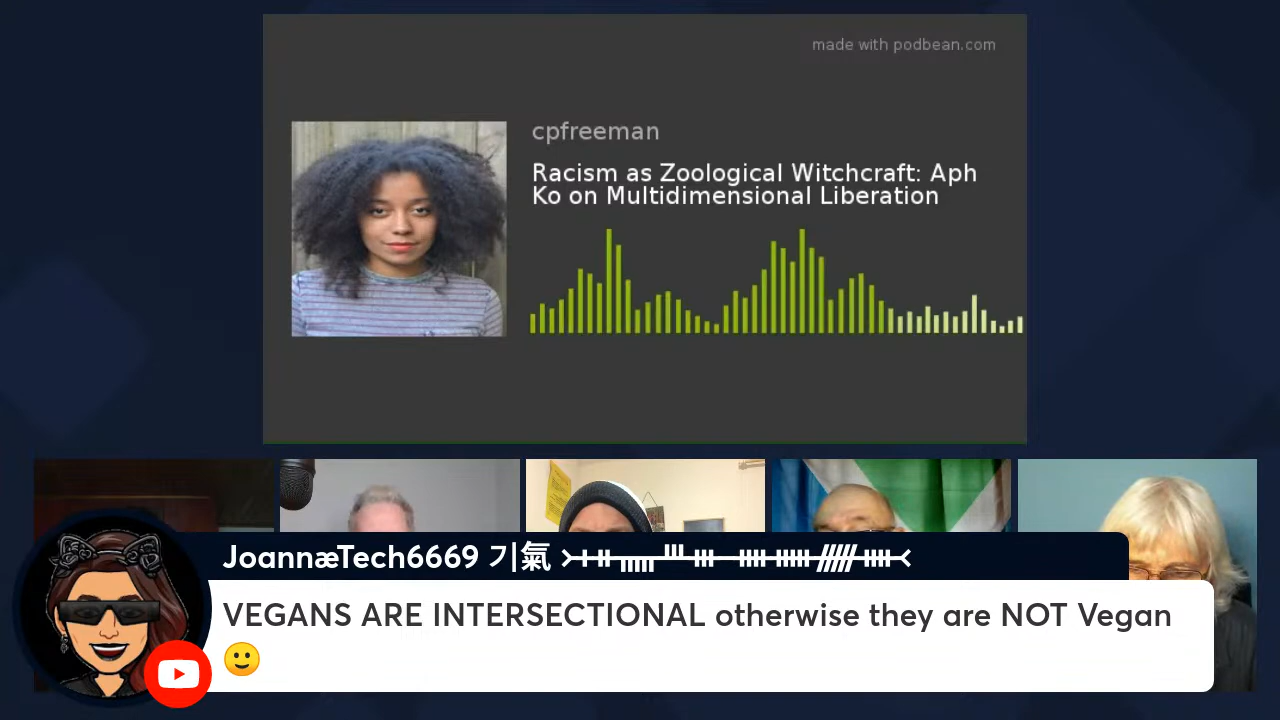 made with podbean.com
cpfreeman
Racism as Zoological Witchcraft: Aph
Ko on Multidimensional Liberation
JoannæTech6669 기氣
VEGANS ARE INTERSECTIONAL otherwise they are NOT Vegan
🙂